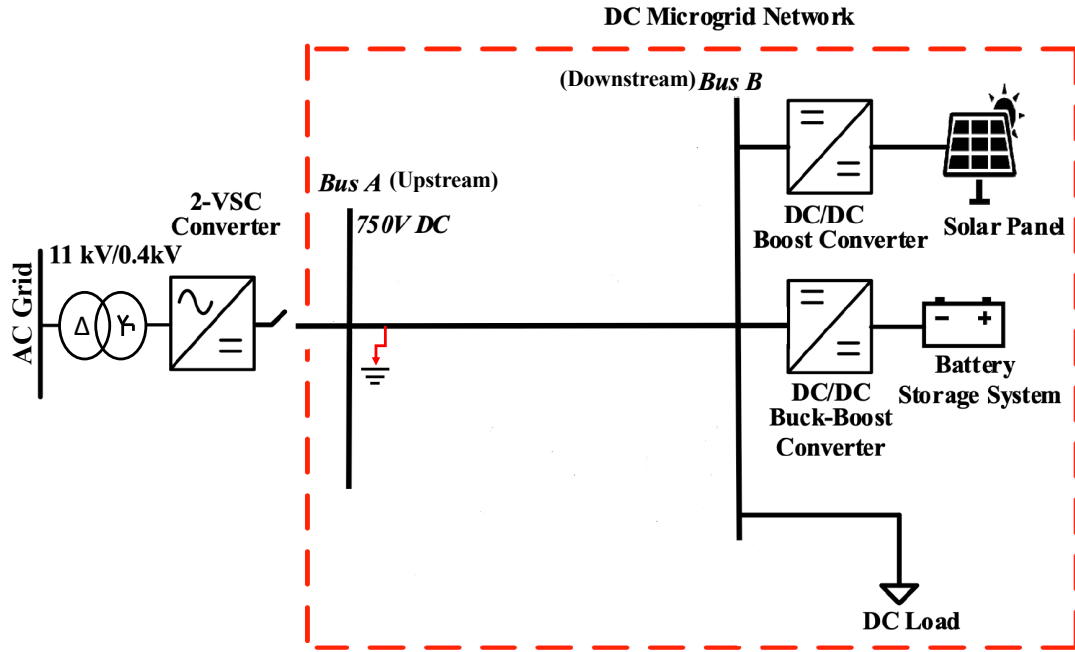 DC Microgrid Network
(Downstream) Bus B
Bus A (Upstream)
750V DC
2-VSC
Converter
11 kV/0.4kV
AC Grid
Δ
DC/DC
Boost Converter
Solar Panel
DC/DC
Buck-Boost
Converter
Battery
Storage System
DC Load